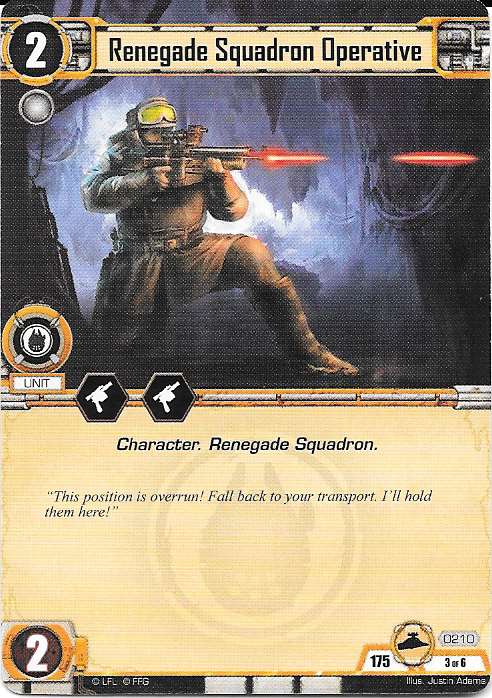 2
Renegade Squadron Operative
UNIT
Character. Renegade Squadron.
“This position is overrun! Fall back to your transport. I’ll hold
them here!”
2
0210
175
3 OF 6
© LFL © FFG
Illus. Justin Adams